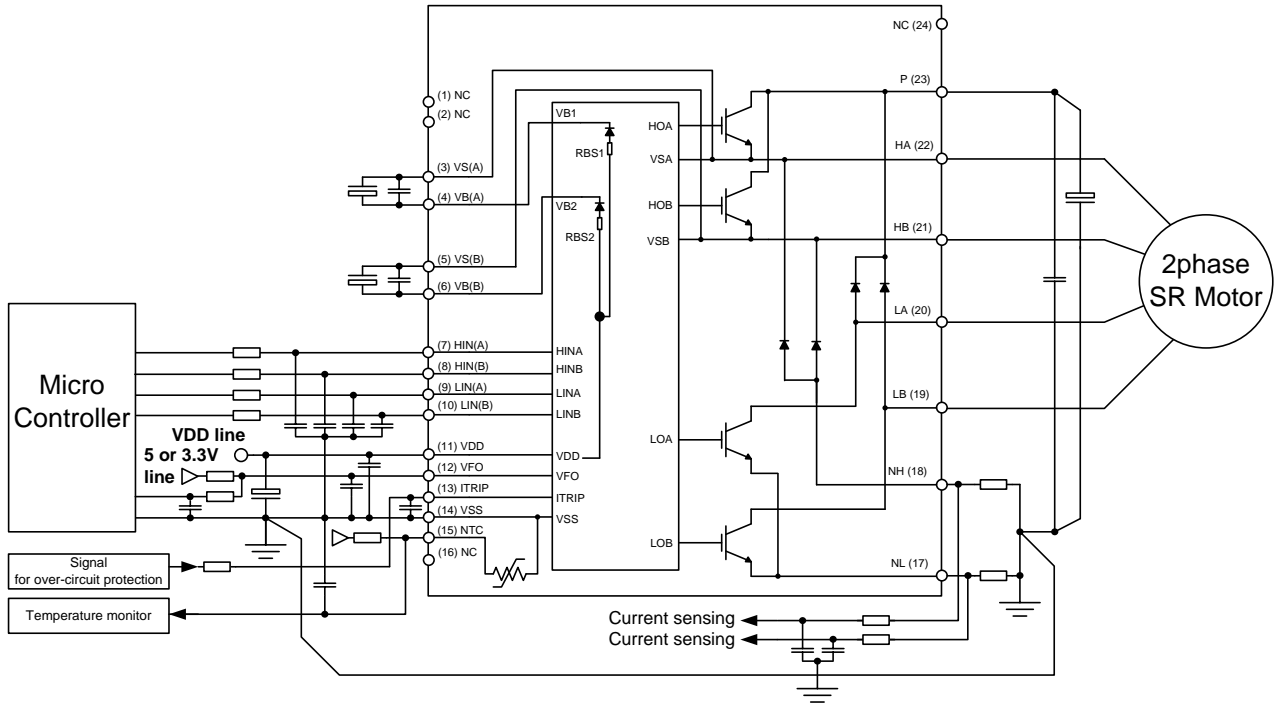 NC (24)
P (23)
(1) NC
(2) NC
VB1
HOA
RBS1
VSA
HA (22)
(3) VS(A)
(4) VB(A)
VB2
HOB
RBS2
VSB
HB (21)
(5) VS(B)
(6) VB(B)
2phase
SR Motor
LA (20)
Micro
Controller
(7) HIN(A)
HINA
(8) HIN(B)
HINB
(9) LIN(A)
LINA
(10) LIN(B)
LINB
LB (19)
VDD line
5 or 3.3V
line
(11) VDD
VDD
(12) VFO
VFO
(13) ITRIP
ITRIP
(14) VSS
VSS
(15) NTC
(16) NC
LOA
NH (18)
LOB
NL (17)
Signal
for over-circuit protection
Temperature monitor
Current sensing
Current sensing